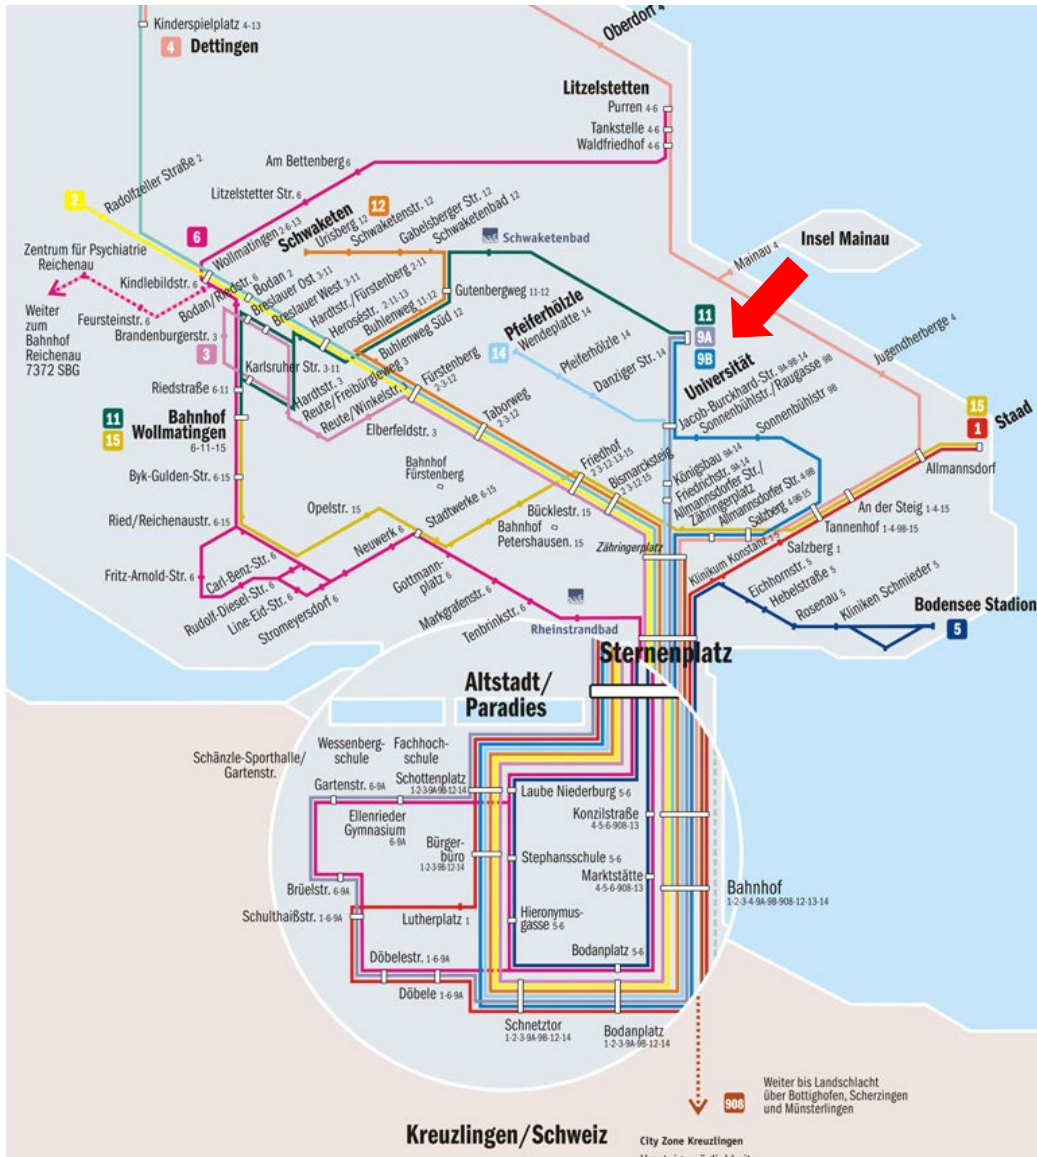 Kinderspielplatz 4-13
4 Dettingen
Oberdorf 4
Litzelstetten
Purren 4-6
Tankstelle 4-6
Waldfriedhof 4-6
Am Bettenberg 6
Litzelstetter Str. 6
2
Radolfzeller Straße 2
6
Wollmatingen 2-6-13
Schwaketen
12
Urisberg 12
Schwaketenstr. 12
Gabelsberger Str. 12
Schwaketenbad 12
Schwaketenbad
Insel Mainau
Mainau 4
Zentrum für Psychiatrie
Reichenau
Kindlebildstr. 6
Weiter
zum
Bahnhof
Reichenau
7372 SBG
Feursteinstr. 6
Brandenburgerstr. 3
3
Bodan/Riedstr. 6
Bodan 2
Breslauer Ost 3-11
Breslauer West 3-11
Hardtstr./Fürstenberg 2-11
Heroséstr. 2-11-13
Buhlenweg 11-12
Buhlenweg Süd 12
Gutenbergweg 11-12
Pfeiferhölzle
14
Wendeplatte 14
Pfeiferhölzle 14
Danziger Str. 14
11
9A
9B
Universität
Jugendherberge 4
Karlsruher Str. 3-11
Hardtstr. 3
Reute/Freibürgleweg 3
Reute/Winkelstr. 3
Elberfeldstr. 3
Fürstenberg
2-3-12
Taborweg
2-3-12
Friedhof
2-3-12-13-15
Bismarcksteig
2-3-12-15
Jacob-Burckhard-Str. 9A-9B-14
Sonnenbühlstr./Raugasse 9B
Sonnenbühlstr 9B
15
1
Staad
Allmannsdorf
Riedstraße 6-11
11
15
Bahnhof
Wollmatingen
6-11-15
Byk-Gulden-Str. 6-15
Ried/Reichenaustr. 6-15
Fritz-Arnold-Str. 6
Carl-Benz-Str. 6
Rudolf-Diesel-Str. 6
Line-Eid-Str. 6
Stromeyersdorf 6
Opelstr. 15
Neuwerk 6
Stadtwerke 6-15
Bahnhof
Fürstenberg
Bücklestr. 15
Bahnhof
Petershausen. 15
Gottmann-
platz 6
Markgrafenstr. 6
Tenbrinkstr. 6
Königsbau 9A-14
Friedrichstr. 9A-14
Allmannsdorfer Str./
Zähringerplatz
Allmannsdorfer Str. 4-9B
Salzberg 4-9B-15
Tannenhof 1-4-9B-15
An der Steig 1-4-15
Zähringerplatz
Klinikum Konstanz 1-5
Salzberg 1
Eichhornstr. 5
Hebelstraße 5
Rosenau 5
Kliniken Schmieder 5
Bodensee Stadion
5
Rheinstrandbad
Sternenplatz
Altstadt/
Paradies
Schänzle-Sporthalle/
Gartenstr.
Wessenberg-
schule
Fachhoch-
schule
Gartenstr. 6-9A
Schottenplatz
1-2-3-9A-9B-12-14
Ellenrieder
Gymnasium
6-9A
Laube Niederburg 5-6
Konzilstraße
4-5-6-908-13
Bürger-
büro
1-2-3-9B-12-14
Stephansschule 5-6
Marktstätte
4-5-6-908-13
Bahnhof
1-2-3-4-9A-9B-908-12-13-14
Brüelstr. 6-9A
Schulthaißstr. 1-6-9A
Lutherplatz 1
Hieronymus-
gasse 5-6
Döbelestr. 1-6-9A
Döbele 1-6-9A
Bodanplatz 5-6
Schnetztor
1-2-3-9A-9B-12-14
Bodanplatz
1-2-3-9A-9B-12-14
908
Weiter bis Landschlacht
über Bottighofen, Scherzingen
und Münsterlingen
Kreuzlingen/Schweiz
City Zone Kreuzlingen